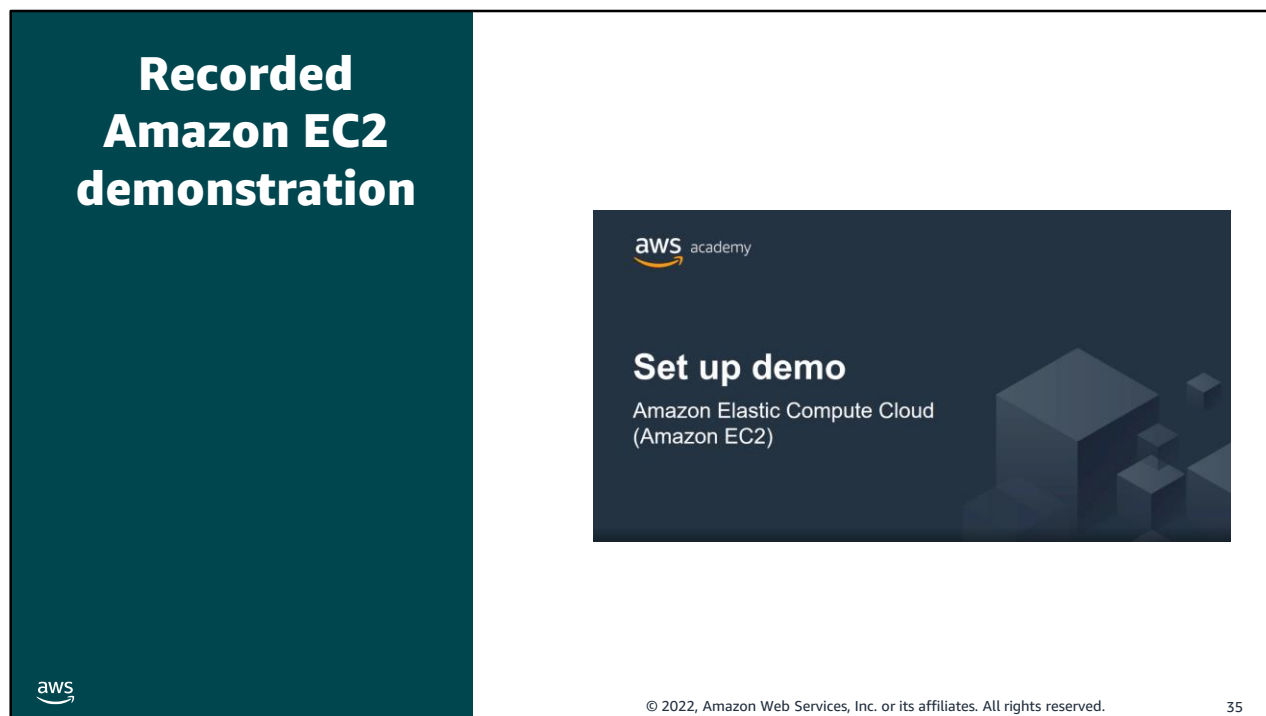 Recorded
Amazon EC2
demonstration
aws academy
Set up demo
Amazon Elastic Compute Cloud
(Amazon EC2)
aws
© 2022, Amazon Web Services, Inc. or its affiliates. All rights reserved.
35